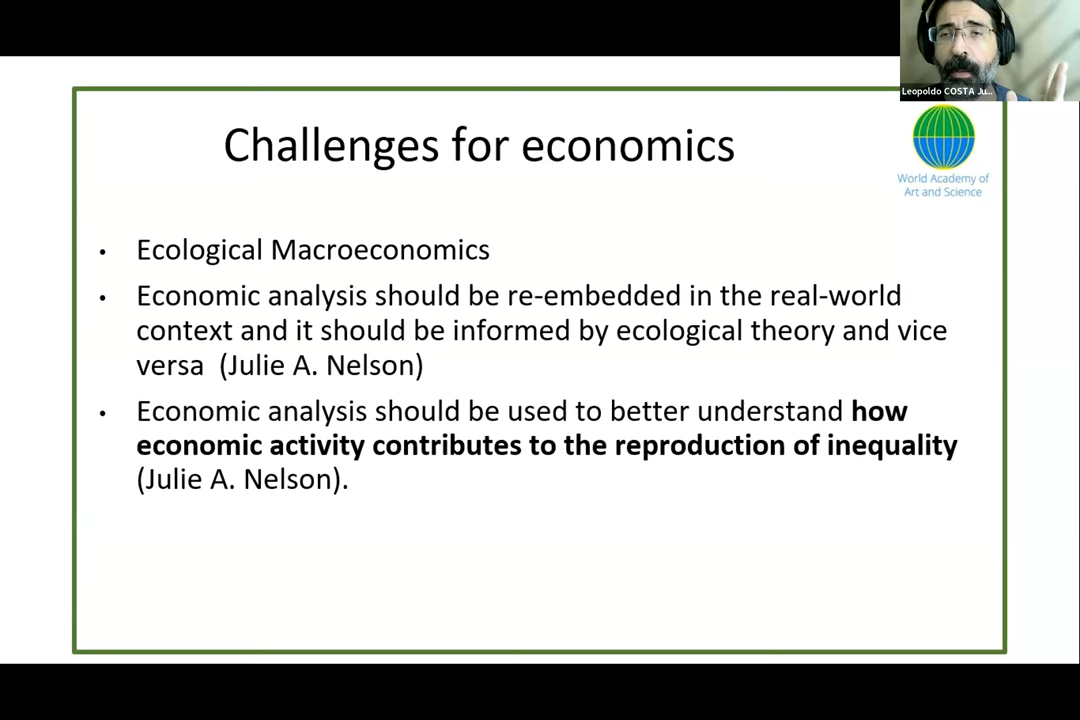 Leopoldo COSTA Ju...
Challenges for economics
World Academy of
Art and Science
• Ecological Macroeconomics
• Economic analysis should be re-embedded in the real-world
context and it should be informed by ecological theory and vice
versa  (Julie A. Nelson)
• Economic analysis should be used to better understand how
economic activity contributes to the reproduction of inequality
(Julie A. Nelson).